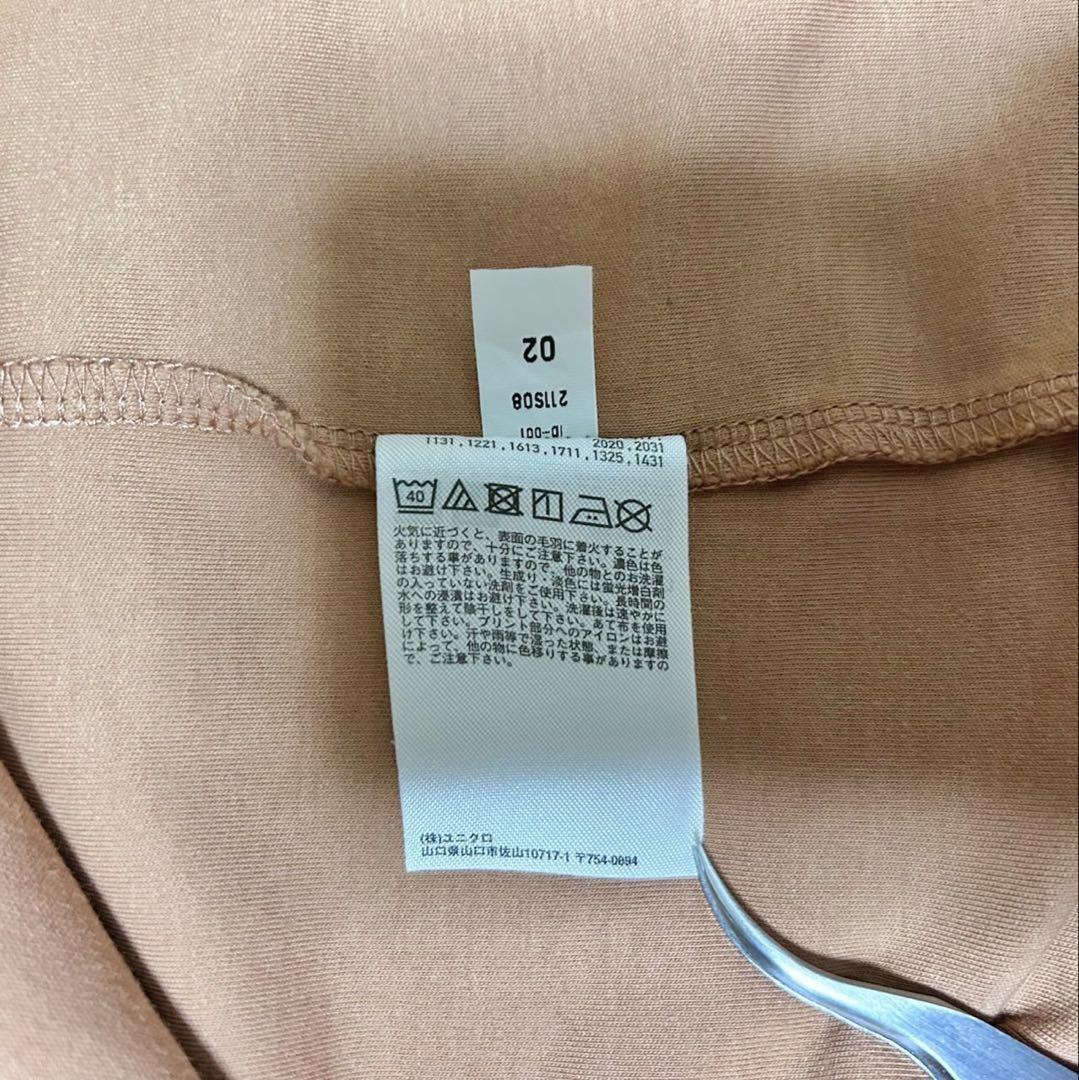 02
211S08
2020,2031
1131,1221,1613,1711,1325,1431
40
火気に近づくと、表面の毛羽に着火することが
ありますので、十分にご注意下さい。濃色は色
落ちする事がありますので、他の物とのお洗濯
はお避け下さい。生成り、淡色には蛍光増白剤
の入っていない洗剤をご使用下さい。長時間の
水への浸漬はお避け下さい。洗濯後は速やかに
形を整えて陰干しをして下さい。あて布を使用
して下さい。プリント部分へのアイロンはお避
け下さい。汗や雨等で湿った状態、または摩擦
によって、他の物に色移りする事があります
で、ご注意下さい。
(株)ユニクロ
山口県山口市佐山10717-1 〒754-0894